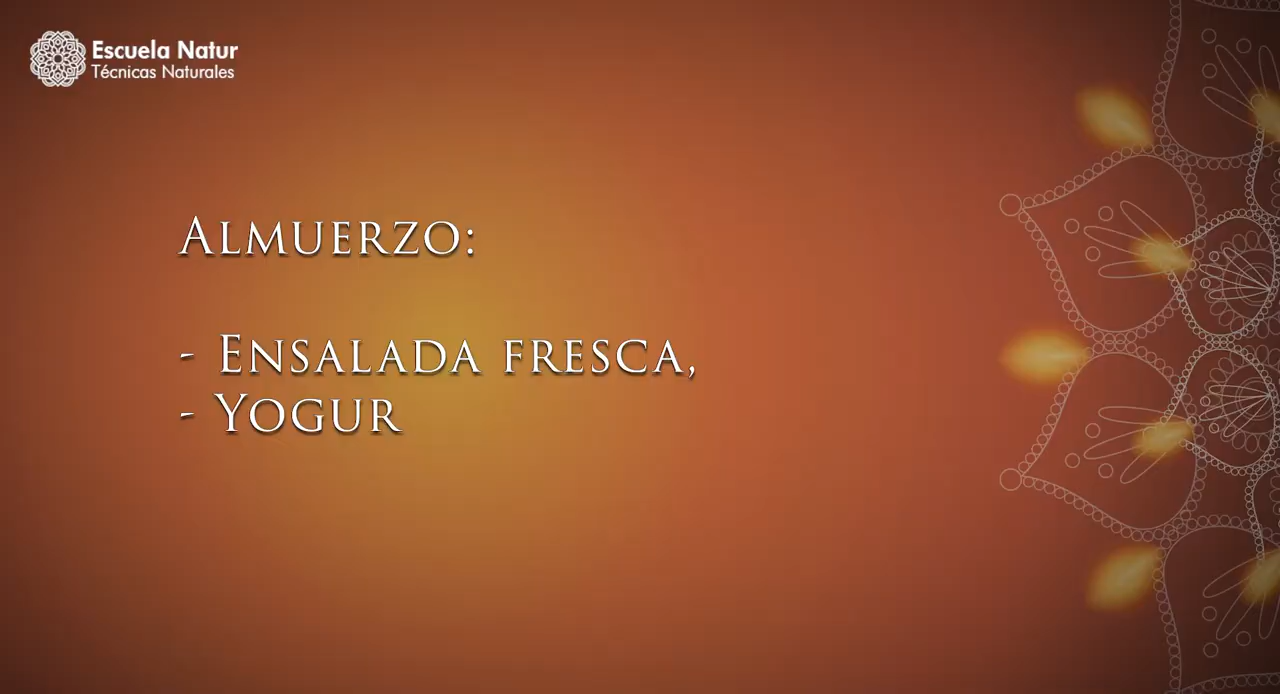 Escuela Natur
Técnicas Naturales
Almuerzo:
- Ensalada fresca,
- Yogur